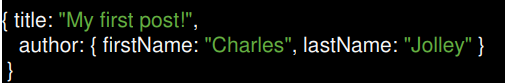 { title: "My first post!",
author: { firstName: "Charles", lastName: "Jolley" }
}